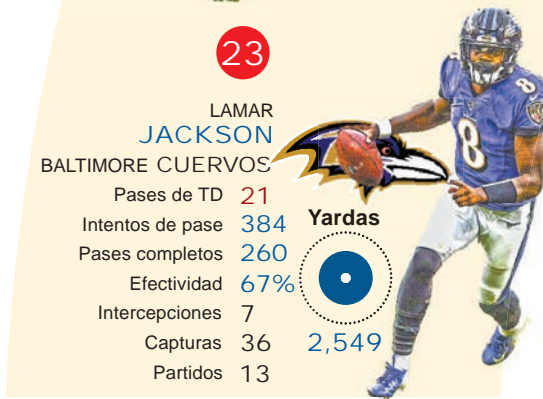 23
LAMAR
JACKSON
BALTIMORE CUERVOS
Pases de TD 21
Intentos de pase 384
Pases completos 260
Efectividad 67%
Intercepciones 7
Capturas 36
Partidos 13
Yardas
2,549
8
8